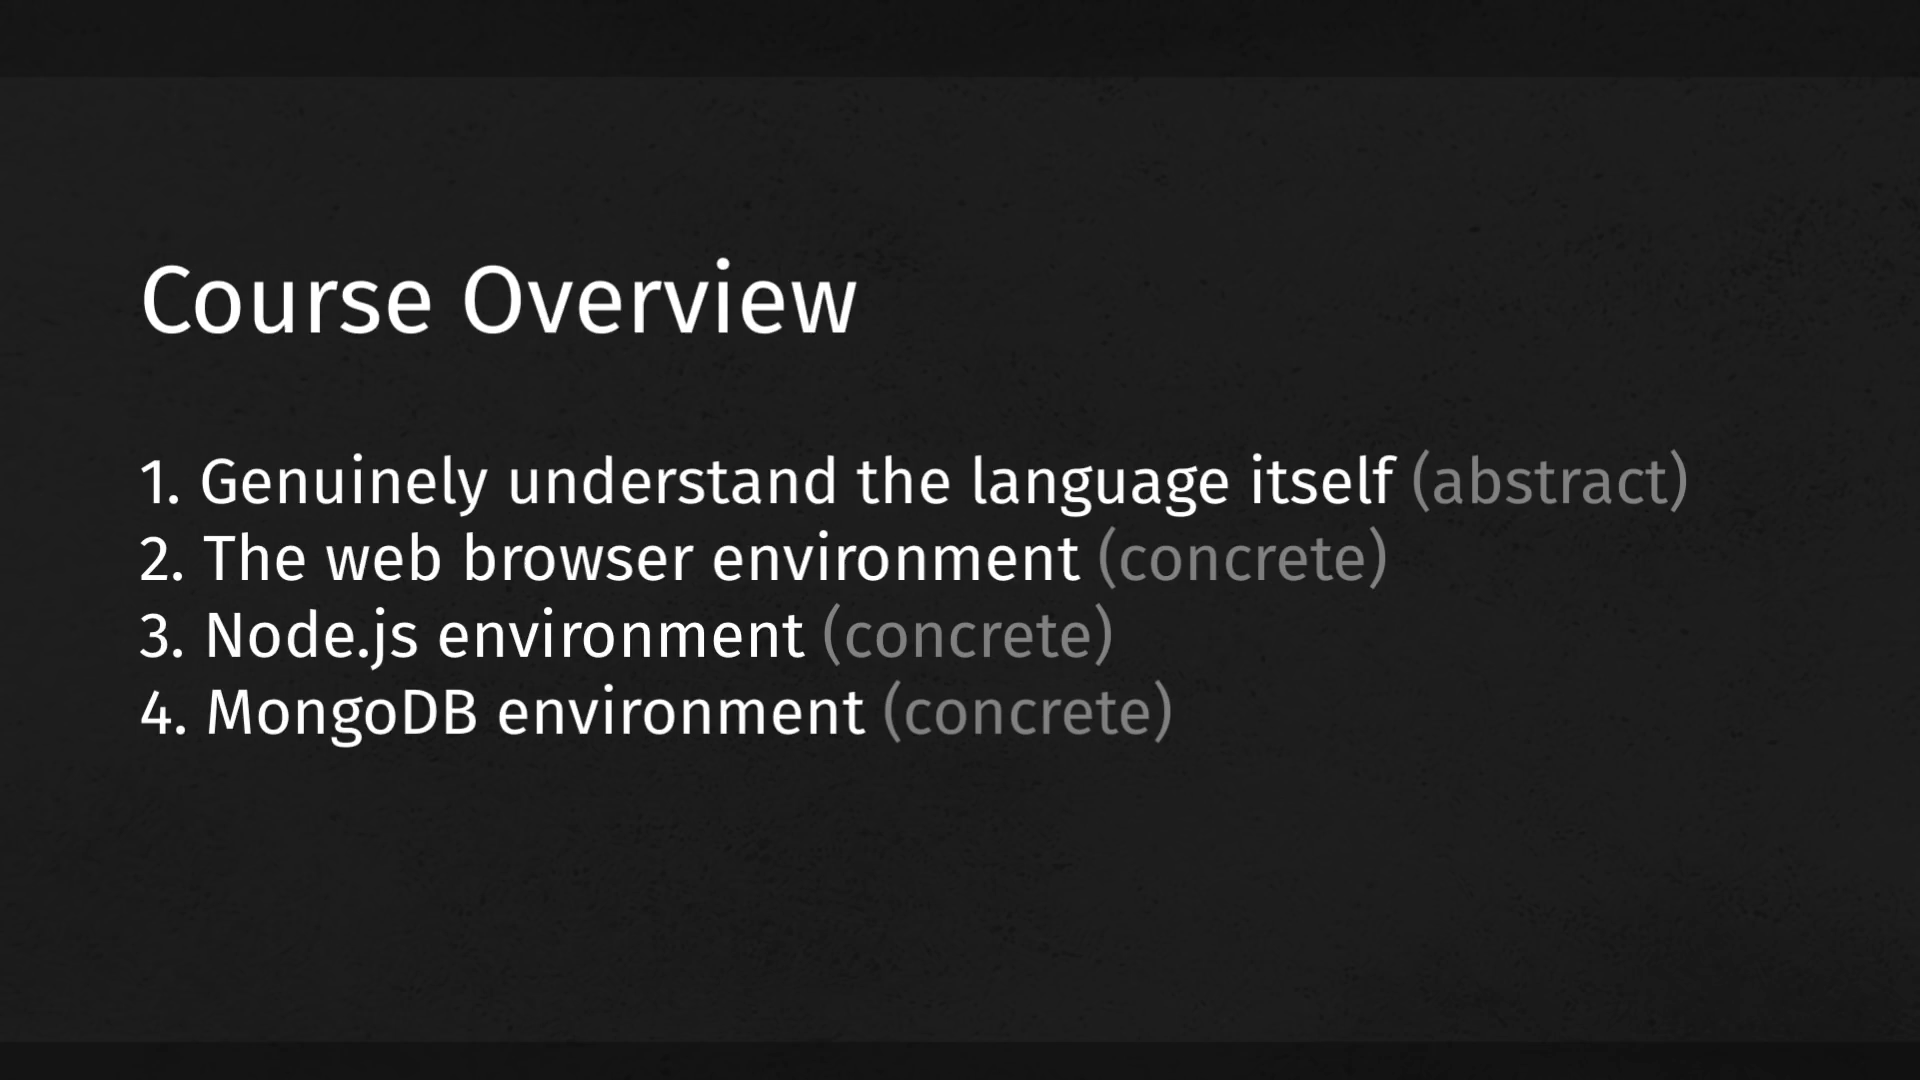 Course Overview
1. Genuinely understand the language itself (abstract)
2. The web browser environment (concrete)
3. Node.js environment (concrete)
4. MongoDB environment (concrete)